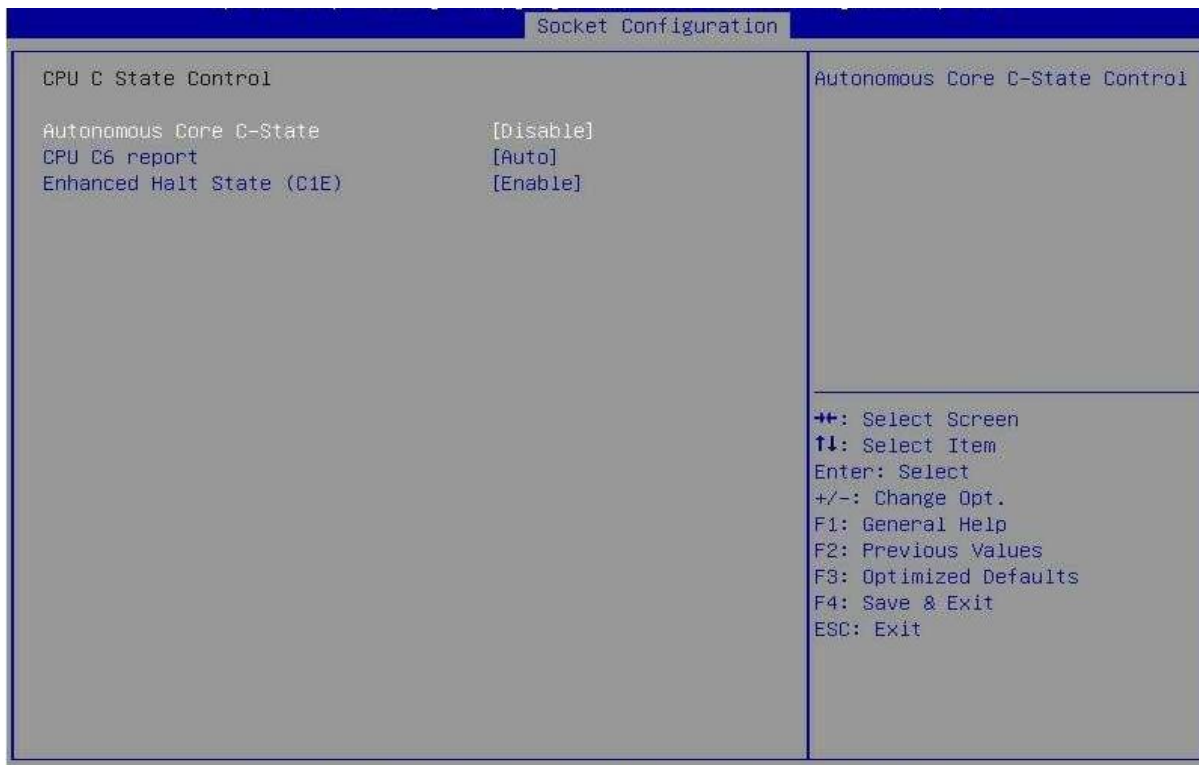 Socket Configuration
CPU C State Control
Autonomous Core C-State [Disable]
CPU C6 report [Auto]
Enhanced Halt State (C1E) [Enable]
Autonomous Core C-State Control
→←: Select Screen
↑↓: Select Item
Enter: Select
+/-: Change Opt.
F1: General Help
F2: Previous Values
F3: Optimized Defaults
F4: Save & Exit
ESC: Exit